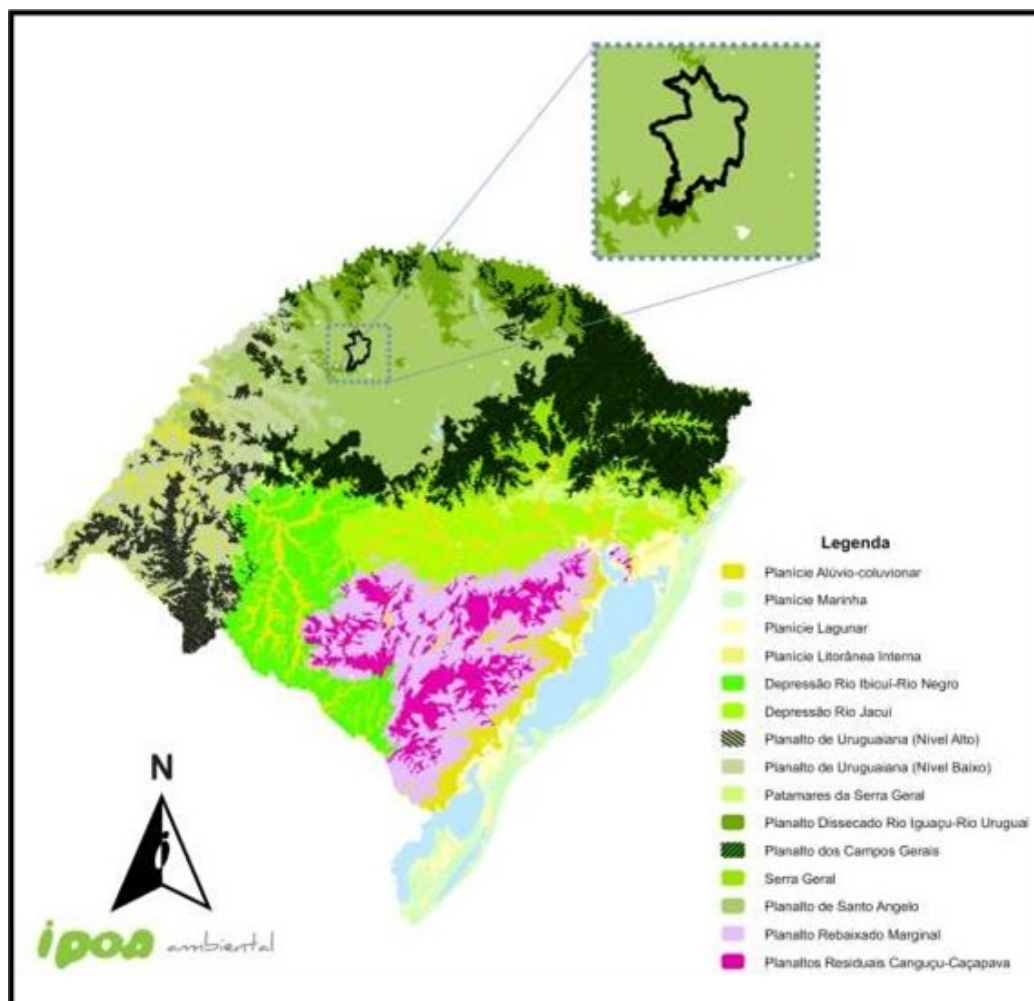 Legenda
Planície Alúvio-coluvionar
Planície Marinha
Planície Lagunar
Planície Litorânea Interna
Depressão Rio Ibicuí-Rio Negro
Depressão Rio Jacuí
Planalto de Uruguaiana (Nível Alto)
Planalto de Uruguaiana (Nível Baixo)
Patamares da Serra Geral
Planalto Dissecado Rio Iguaçu-Rio Uruguai
Planalto dos Campos Gerais
Serra Geral
Planalto de Santo Angelo
Planalto Rebaixado Marginal
Planaltos Residuais Canguçu-Caçapava
N
ambiental